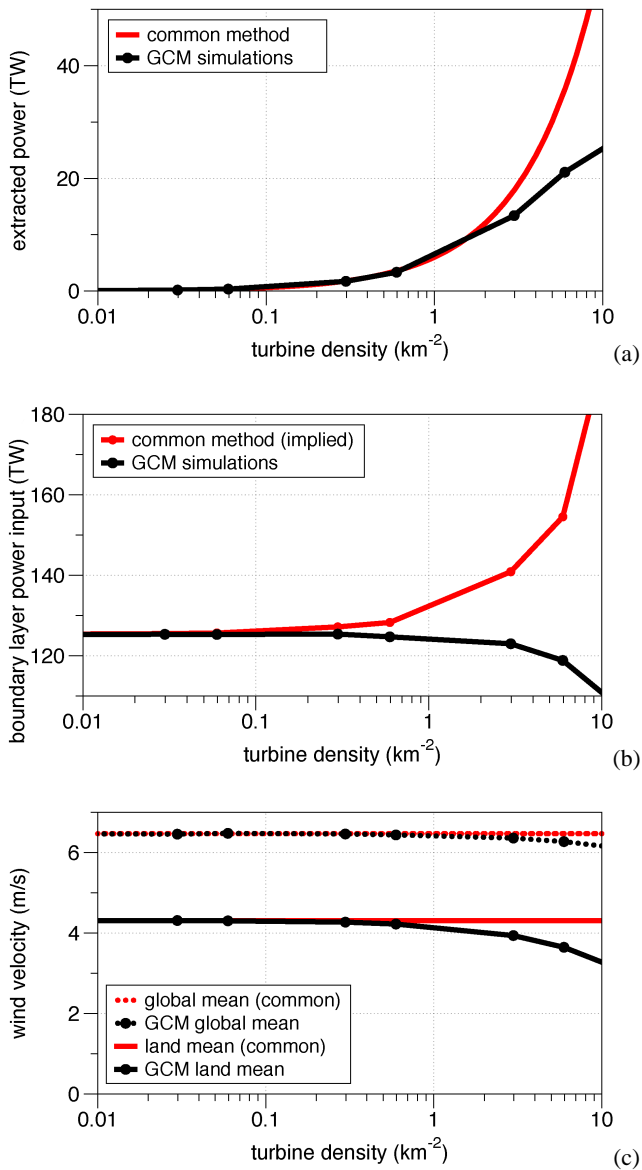 common method
GCM simulations
extracted power (TW)
40
20
0
0.01
0.1
1
10
turbine density (km-2)
(a)
common method (implied)
GCM simulations
boundary layer power input (TW)
180
160
140
120
0.01
0.1
1
10
turbine density (km-2)
(b)
wind velocity (m/s)
6
4
2
0
global mean (common)
GCM global mean
land mean (common)
GCM land mean
0.01
0.1
1
10
turbine density (km-2)
(c)